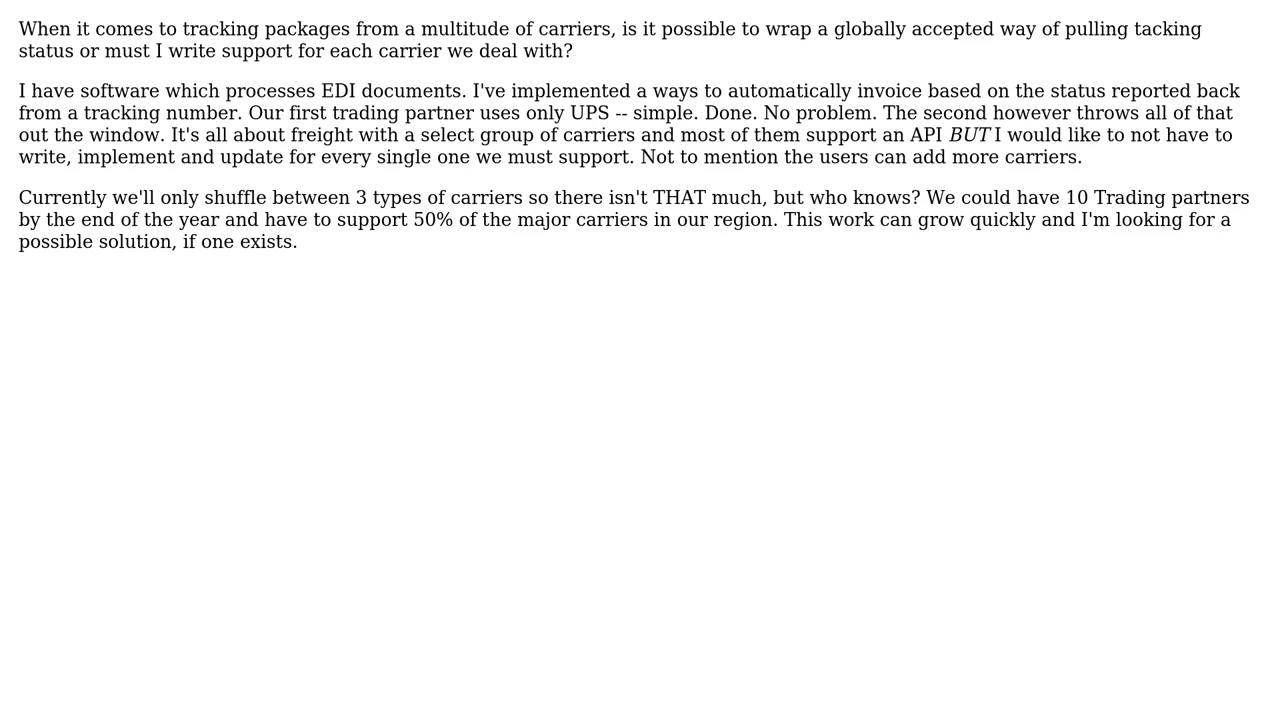 When it comes to tracking packages from a multitude of carriers, is it possible to wrap a globally accepted way of pulling tacking
status or must I write support for each carrier we deal with?
I have software which processes EDI documents. I've implemented a ways to automatically invoice based on the status reported back
from a tracking number. Our first trading partner uses only UPS -- simple. Done. No problem. The second however throws all of that
out the window. It's all about freight with a select group of carriers and most of them support an API BUT I would like to not have to
write, implement and update for every single one we must support. Not to mention the users can add more carriers.
Currently we'll only shuffle between 3 types of carriers so there isn't THAT much, but who knows? We could have 10 Trading partners
by the end of the year and have to support 50% of the major carriers in our region. This work can grow quickly and I'm looking for a
possible solution, if one exists.